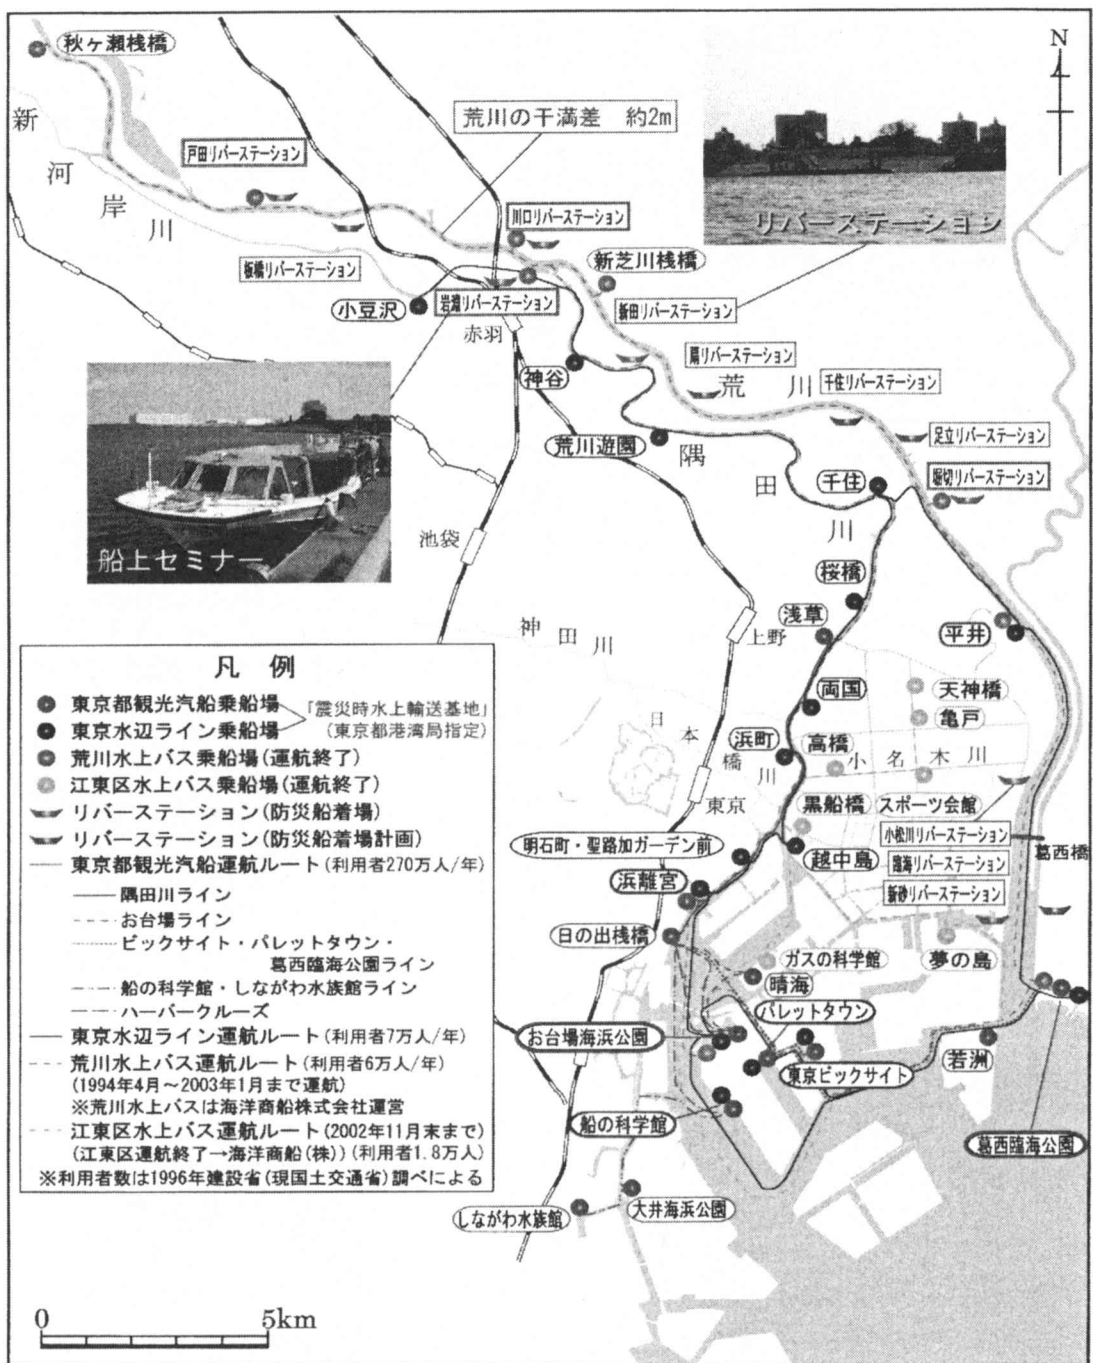 秋ヶ瀬桟橋
N
新河岸川
荒川の干満差 約2m
戸田リバーステーション
リバーステーション
川口リバーステーション
新芝川桟橋
板橋リバーステーション
小豆沢
岩淵リバーステーション
新田リバーステーション
赤羽
神谷
扇リバーステーション
荒川
千住リバーステーション
荒川遊園
隅田川
足立リバーステーション
堀切リバーステーション
千住
船上セミナー
池袋
桜橋
神田川
上野
浅草
平井
両国
天神橋
亀戸
日本橋川
浜町
高橋
小名木川
東京
黒船橋
スポーツ会館
明石町・聖路加ガーデン前
越中島
小松川リバーステーション
葛西橋
臨海リバーステーション
新砂リバーステーション
浜離宮
日の出桟橋
ガスの科学館
夢の島
晴海
パレットタウン
お台場海浜公園
東京ビックサイト
若洲
船の科学館
葛西臨海公園
しながわ水族館
大井海浜公園
凡 例
東京都観光汽船乗船場
東京水辺ライン乗船場
「震災時水上輸送基地」
(東京都港湾局指定)
荒川水上バス乗船場(運航終了)
江東区水上バス乗船場(運航終了)
リバーステーション(防災船着場)
リバーステーション(防災船着場計画)
東京都観光汽船運航ルート(利用者270万人/年)
隅田川ライン
お台場ライン
ビックサイト・パレットタウン・
葛西臨海公園ライン
船の科学館・しながわ水族館ライン
ハーバークルーズ
東京水辺ライン運航ルート(利用者7万人/年)
荒川水上バス運航ルート(利用者6万人/年)
(1994年4月～2003年1月まで運航)
※荒川水上バスは海洋商船株式会社運営
江東区水上バス運航ルート(2002年11月末まで)
(江東区運航終了→海洋商船(株))(利用者1.8万人)
※利用者数は1996年建設省(現国土交通省)調べによる
0 5km